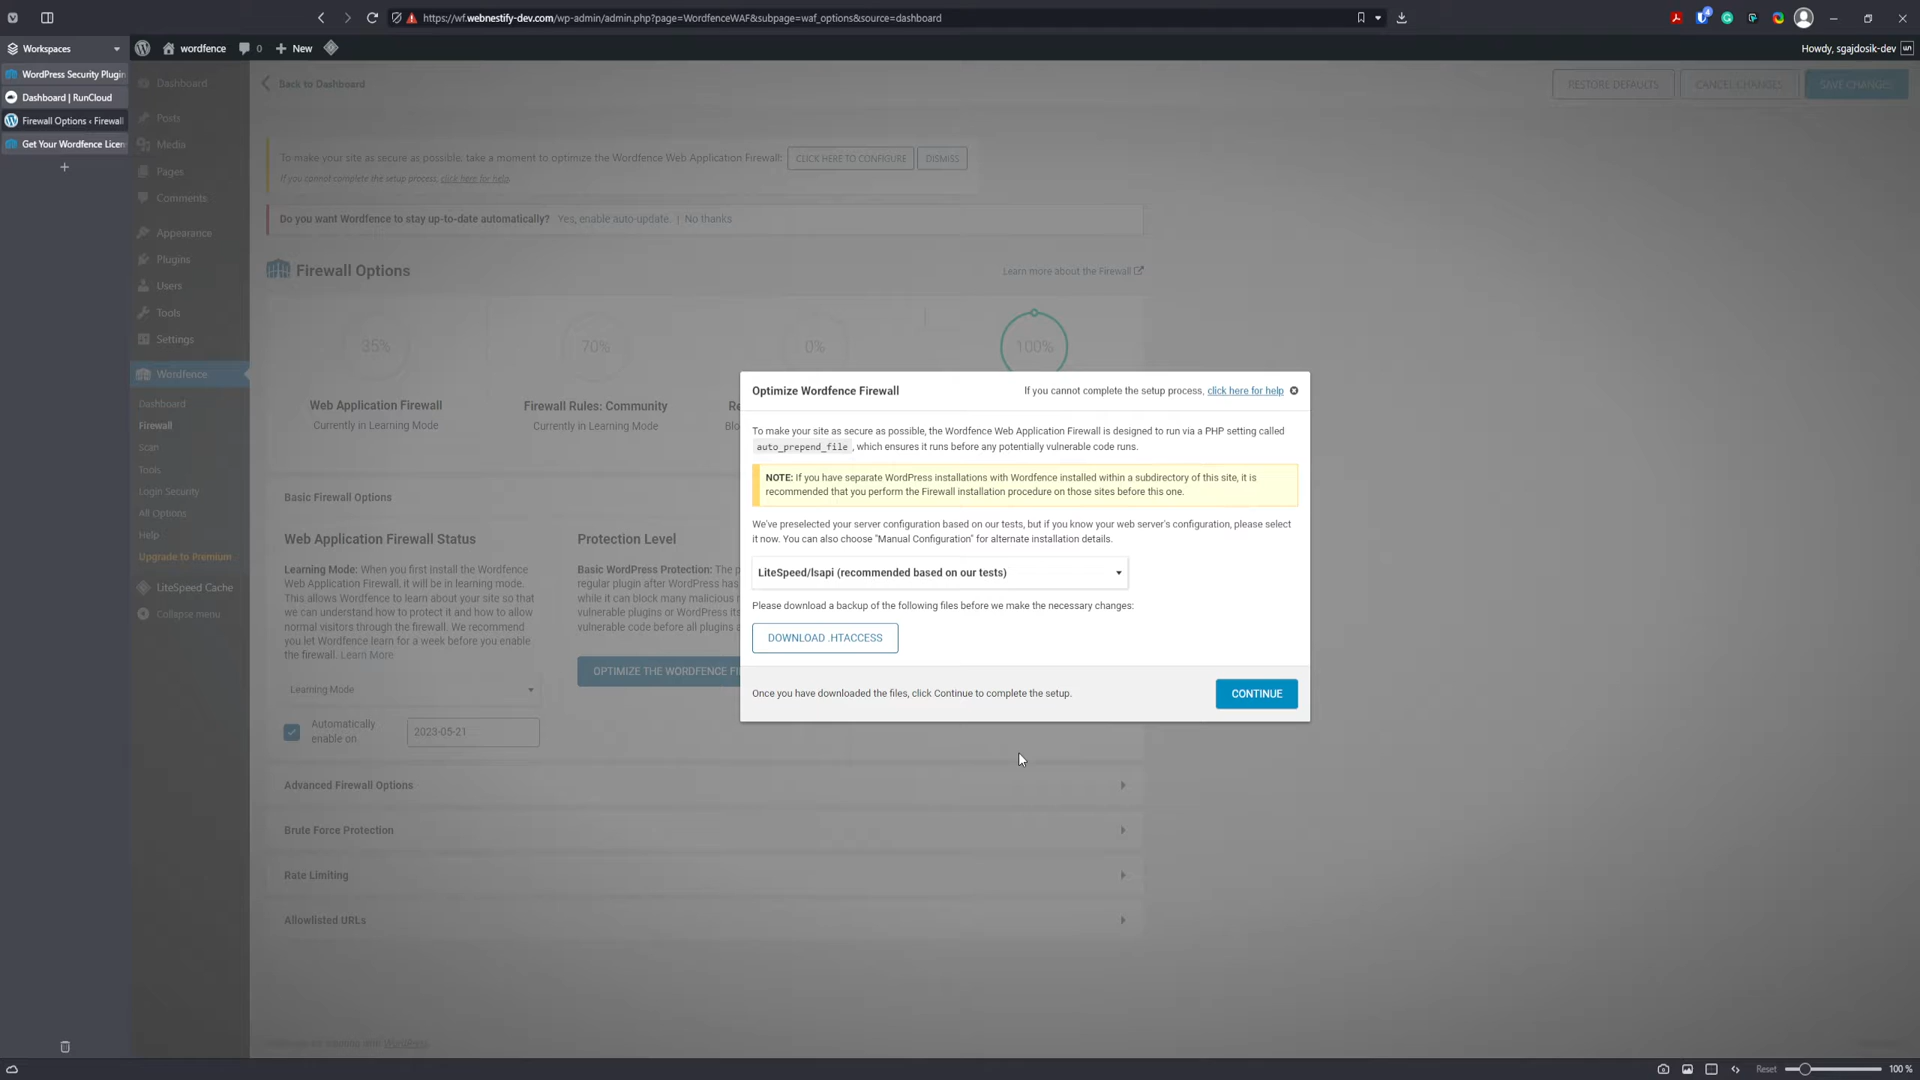 https://wf.webnestify-dev.com/wp-admin/admin.php?page=WordfenceWAF&subpage=waf_options&source=dashboard
Workspaces
wordfence
0
New
Howdy, sgajdosik-dev
WordPress Security Plugin
Dashboard | RunCloud
Firewall Options ‹ Firewall
Get Your Wordfence Licen
Dashboard
Posts
Media
Pages
Comments
Appearance
Plugins
Users
Tools
Settings
Wordfence
Dashboard
Firewall
Scan
Tools
Login Security
All Options
Help
Upgrade to Premium
LiteSpeed Cache
Collapse menu
Back to Dashboard
RESTORE DEFAULTS
CANCEL CHANGES
SAVE CHANGES
To make your site as secure as possible, take a moment to optimize the Wordfence Web Application Firewall:
CLICK HERE TO CONFIGURE
DISMISS
If you cannot complete the setup process, click here for help.
Do you want Wordfence to stay up-to-date automatically? Yes, enable auto-update. | No thanks
Firewall Options
Learn more about the Firewall
35%
70%
0%
100%
Web Application Firewall
Currently in Learning Mode
Firewall Rules: Community
Currently in Learning Mode
Basic Firewall Options
Web Application Firewall Status
Learning Mode: When you first install the Wordfence
Web Application Firewall, it will be in learning mode.
This allows Wordfence to learn about your site so that
we can understand how to protect it and how to allow
normal visitors through the firewall. We recommend
you let Wordfence learn for a week before you enable
the firewall. Learn More
Learning Mode
Automatically
enable on
2023-05-21
Protection Level
Basic WordPress Protection: The
regular plugin after WordPress has
while it can block many malicious
vulnerable plugins or WordPress its
vulnerable code before all plugins a
OPTIMIZE THE WORDFENCE FI
Advanced Firewall Options
Brute Force Protection
Rate Limiting
Allowlisted URLs
Optimize Wordfence Firewall
If you cannot complete the setup process, click here for help
To make your site as secure as possible, the Wordfence Web Application Firewall is designed to run via a PHP setting called
auto_prepend_file, which ensures it runs before any potentially vulnerable code runs.
NOTE: If you have separate WordPress installations with Wordfence installed within a subdirectory of this site, it is
recommended that you perform the Firewall installation procedure on those sites before this one.
We've preselected your server configuration based on our tests, but if you know your web server's configuration, please select
it now. You can also choose "Manual Configuration" for alternate installation details.
LiteSpeed/lsapi (recommended based on our tests)
Please download a backup of the following files before we make the necessary changes:
DOWNLOAD .HTACCESS
Once you have downloaded the files, click Continue to complete the setup.
CONTINUE
Reset
100 %